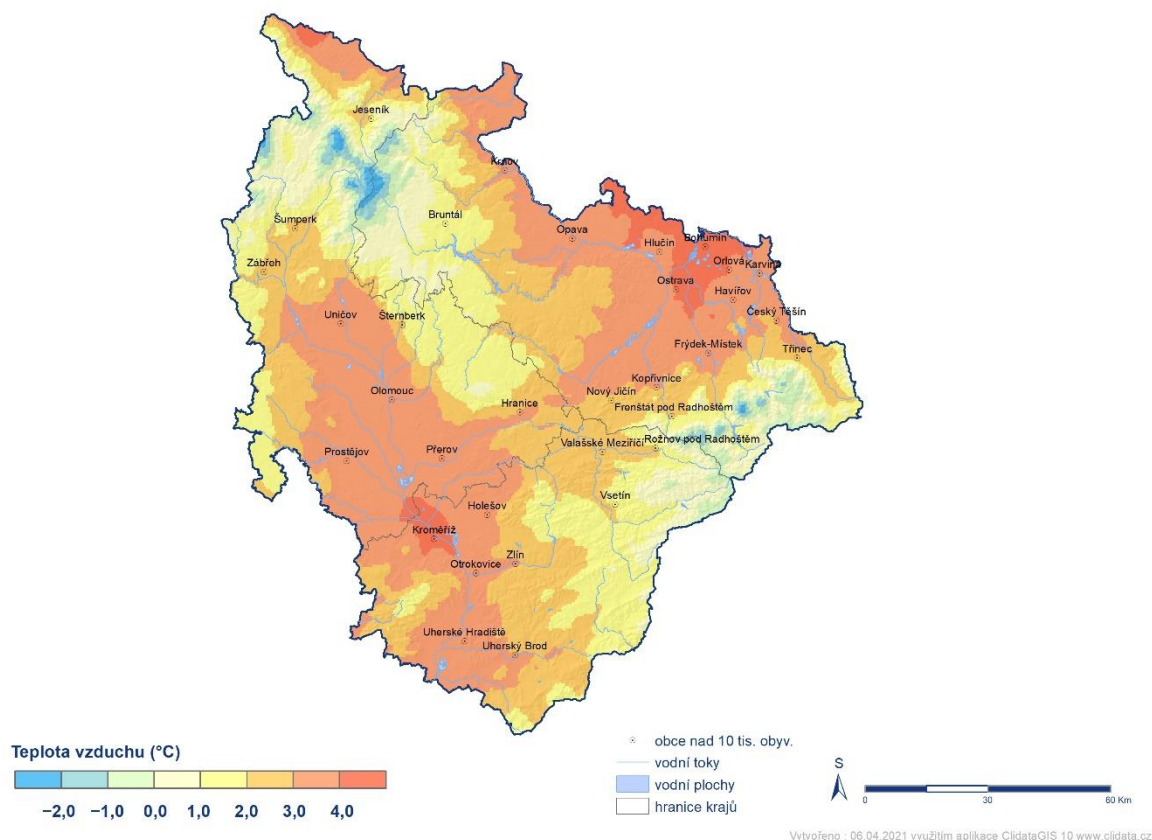 Jeseník
Krnov
Bruntál
Šumperk
Opava
Hlučín
Bohumín
Zábřeh
Orlová
Karviná
Ostrava
Havířov
Uničov
Šternberk
Český Těšín
Frýdek-Místek
Třinec
Kopřivnice
Olomouc
Nový Jičín
Hranice
Frenštát pod Radhoštěm
Valašské Meziříčí
Rožnov pod Radhoštěm
Prostějov
Přerov
Vsetín
Holešov
Kroměříž
Zlín
Otrokovice
Uherské Hradiště
Uherský Brod
Teplota vzduchu (°C)
−2,0 −1,0 0,0 1,0 2,0 3,0 4,0
obce nad 10 tis. obyv.
vodní toky
vodní plochy
hranice krajů
S
0 30 60 Km
Vytvořeno : 06.04.2021 využitím aplikace ClidataGIS 10 www.clidata.cz